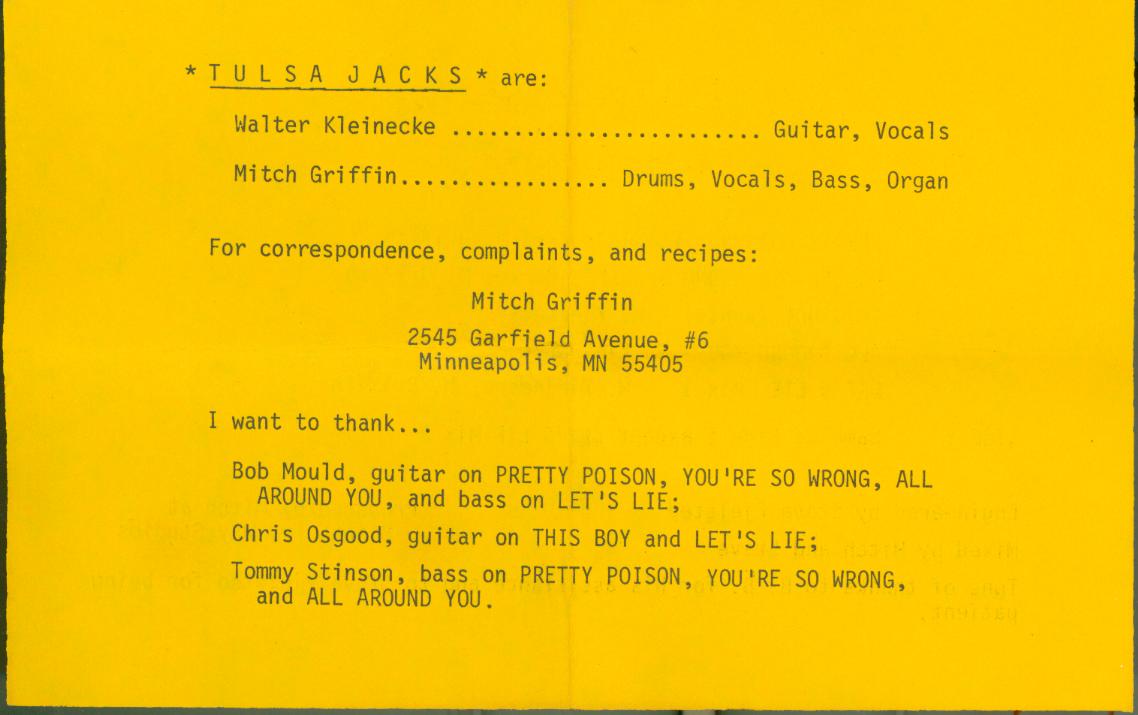 * T U L S A  J A C K S * are:
Walter Kleinecke ......................... Guitar, Vocals
Mitch Griffin................. Drums, Vocals, Bass, Organ
For correspondence, complaints, and recipes:
Mitch Griffin
2545 Garfield Avenue, #6
Minneapolis, MN 55405
I want to thank...
Bob Mould, guitar on PRETTY POISON, YOU'RE SO WRONG, ALL
AROUND YOU, and bass on LET'S LIE;
Chris Osgood, guitar on THIS BOY and LET'S LIE;
Tommy Stinson, bass on PRETTY POISON, YOU'RE SO WRONG,
and ALL AROUND YOU.